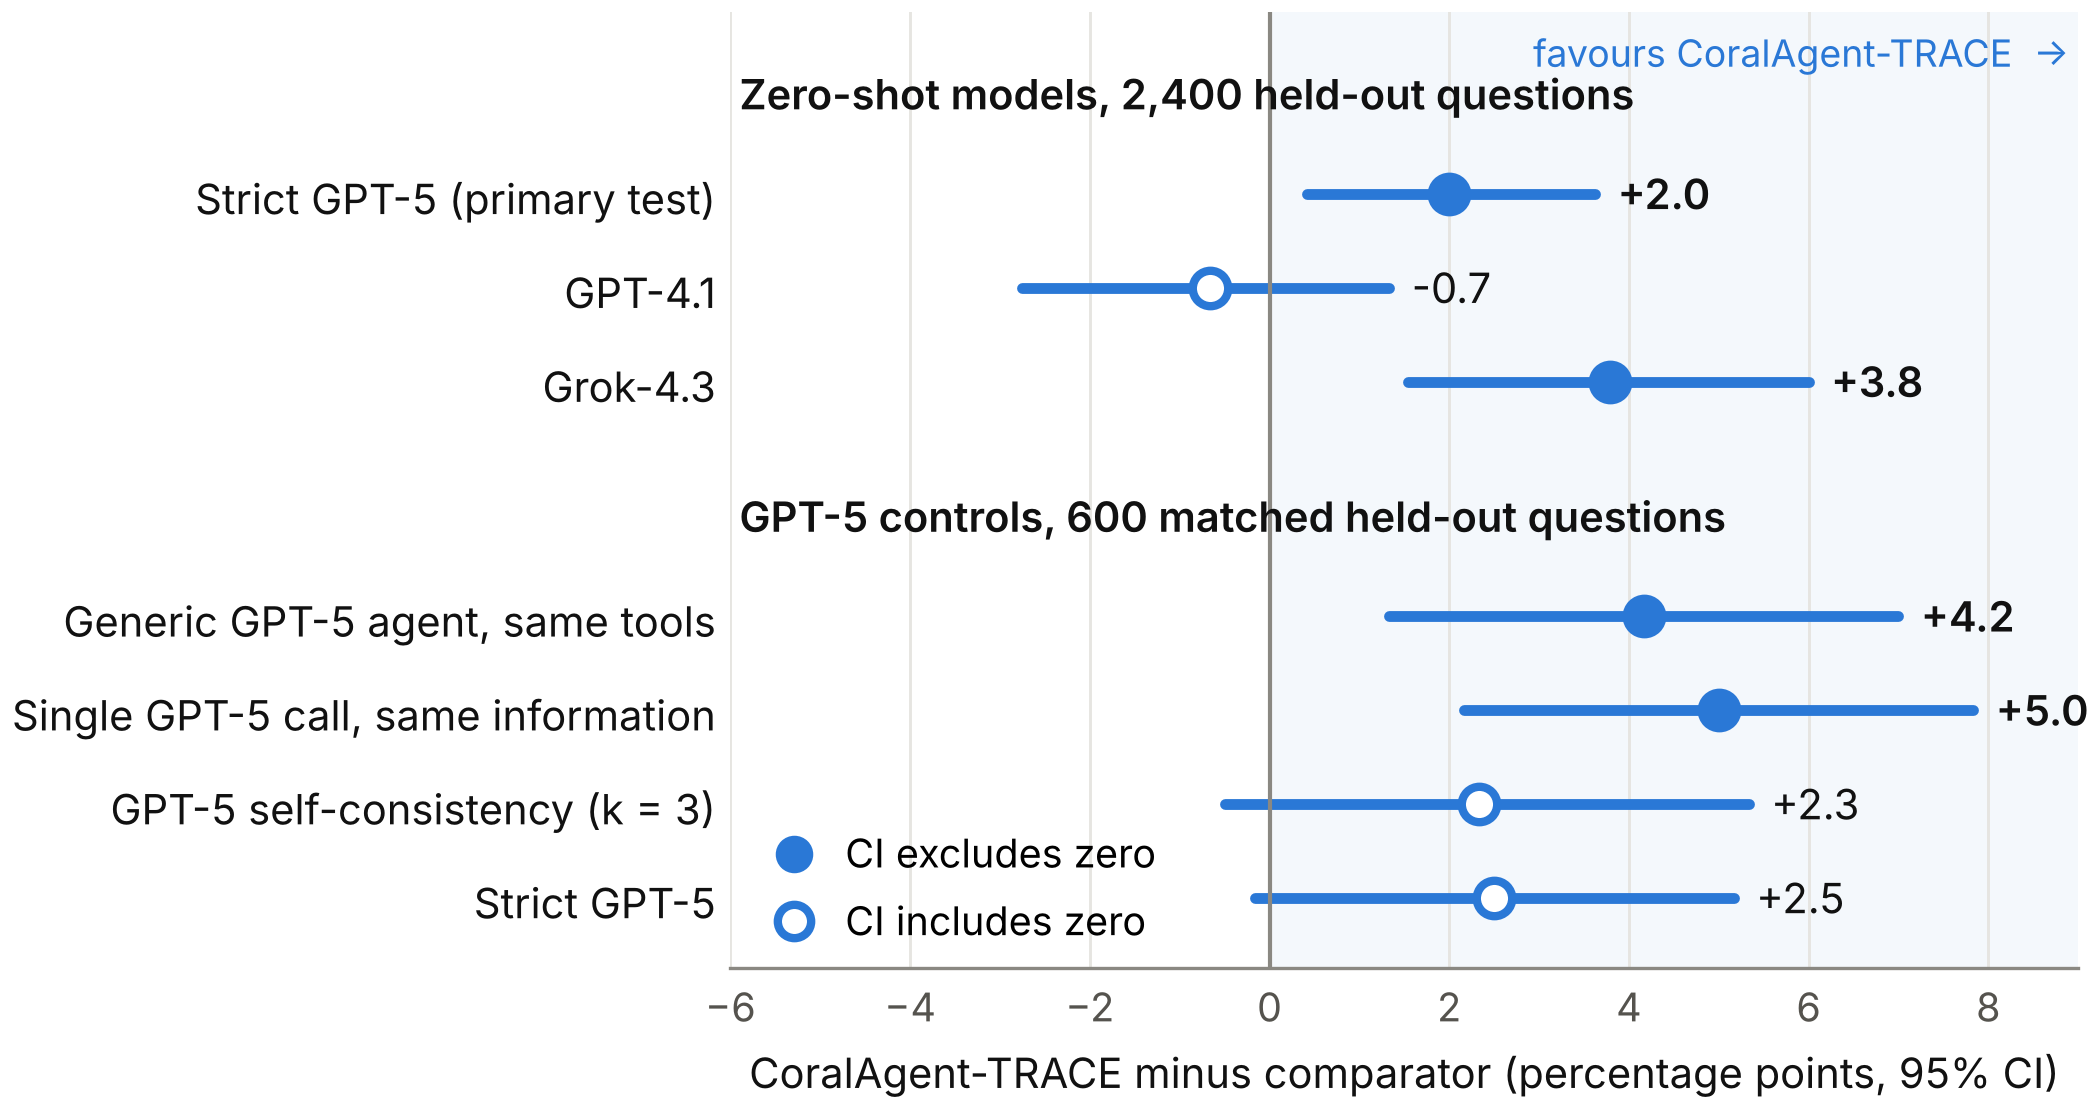 favours CoralAgent-TRACE →
Zero-shot models, 2,400 held-out questions
Strict GPT-5 (primary test) +2.0
GPT-4.1 -0.7
Grok-4.3 +3.8
GPT-5 controls, 600 matched held-out questions
Generic GPT-5 agent, same tools +4.2
Single GPT-5 call, same information +5.0
GPT-5 self-consistency (k = 3) +2.3
CI excludes zero
Strict GPT-5 +2.5
CI includes zero
−6 −4 −2 0 2 4 6 8
CoralAgent-TRACE minus comparator (percentage points, 95% CI)